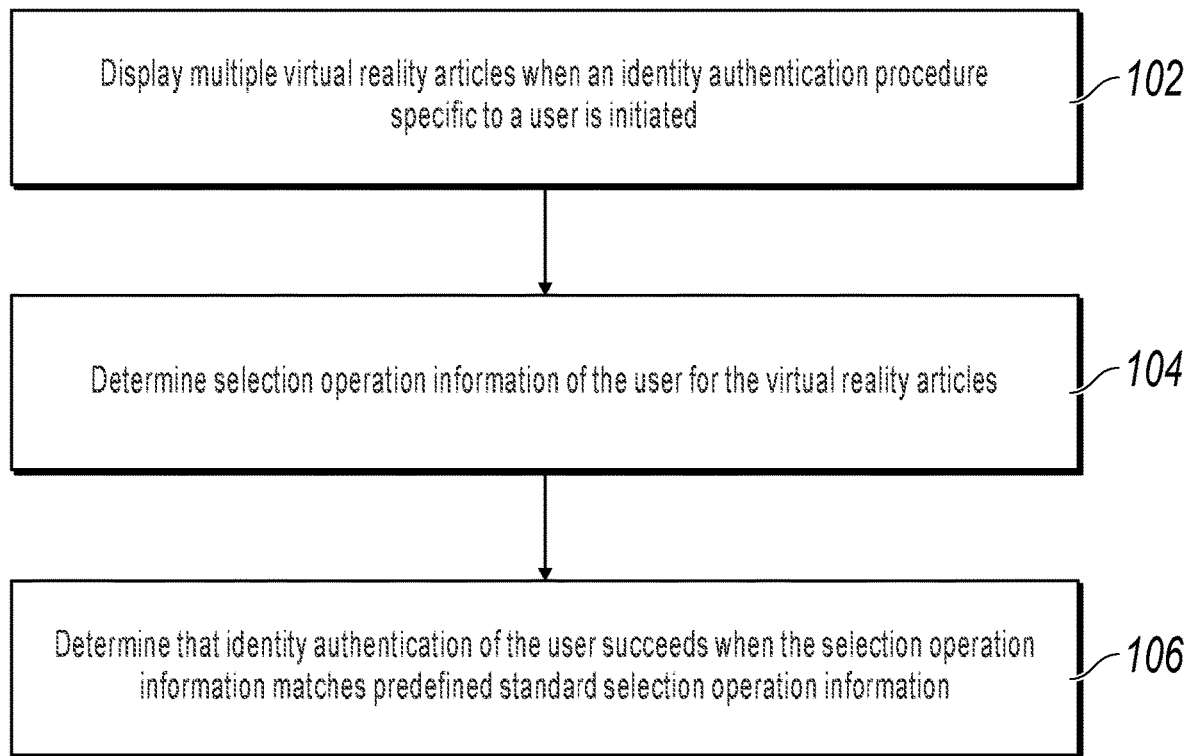 Display multiple virtual reality articles when an identity authentication procedure
specific to a user is initiated
102
Determine selection operation information of the user for the virtual reality articles
104
Determine that identity authentication of the user succeeds when the selection operation
information matches predefined standard selection operation information
106